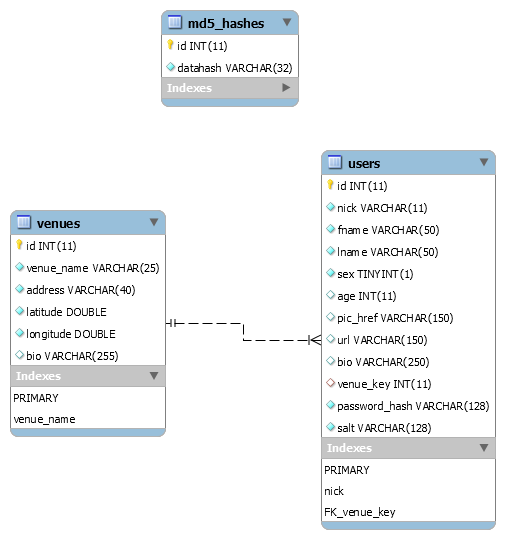 md5_hashes
id INT(11)
datahash VARCHAR(32)
Indexes
venues
id INT(11)
venue_name VARCHAR(25)
address VARCHAR(40)
latitude DOUBLE
longitude DOUBLE
bio VARCHAR(255)
Indexes
PRIMARY
venue_name
users
id INT(11)
nick VARCHAR(11)
fname VARCHAR(50)
lname VARCHAR(50)
sex TINYINT(1)
age INT(11)
pic_href VARCHAR(150)
url VARCHAR(150)
bio VARCHAR(250)
venue_key INT(11)
password_hash VARCHAR(128)
salt VARCHAR(128)
Indexes
PRIMARY
nick
FK_venue_key